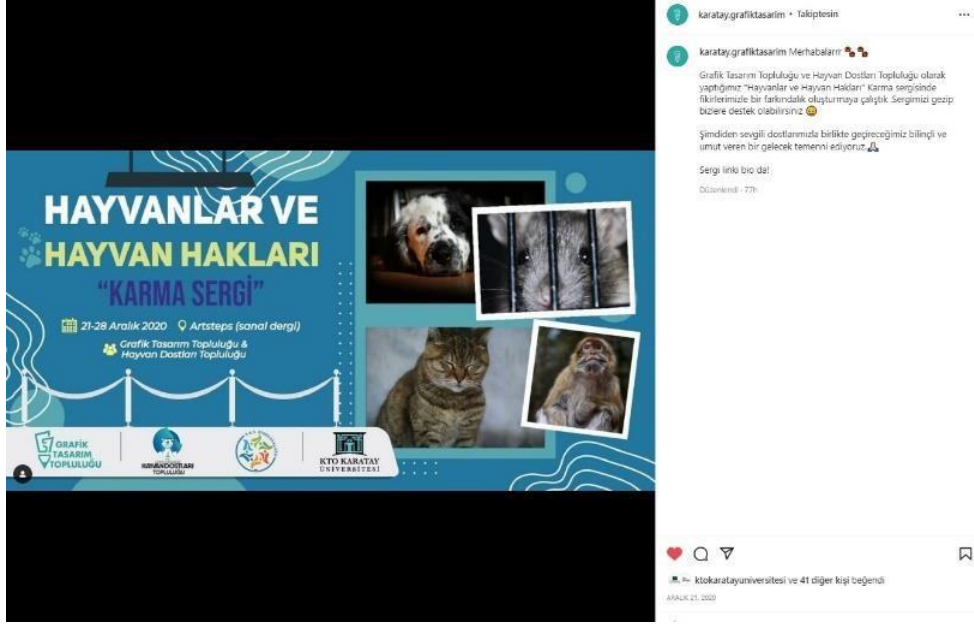 HAYVANLAR VE
HAYVAN HAKLARI
"KARMA SERGİ"
21-28 Aralık 2020 Artsteps (sanal dergi)
Grafik Tasarım Topluluğu &
Hayvan Dostları Topluluğu
GRAFİK
TASARIM
TOPLULUĞU
HAYVANDOSTLARI
TOPLULUĞU
KTO KARATAY
ÜNİVERSİTESİ
karatay.grafiktasarim • Takiptesin
karatay.grafiktasarim Merhabalarır
Grafik Tasarım Topluluğu ve Hayvan Dostları Topluluğu olarak
yaptığımız "Hayvanlar ve Hayvan Hakları" Karma sergisinde
fikirlerimizle bir farkındalık oluşturmaya çalıştık .Sergimizi gezip
bizlere destek olabilirsiniz
Şimdiden sevgili dostlarımızla birlikte geçireceğimiz bilinçli ve
umut veren bir gelecek temenni ediyoruz.
Sergi linki bio da!
Düzenlendi · 77h
ktokaratayuniversitesi ve 41 diğer kişi beğendi
ARALIK 21, 2020